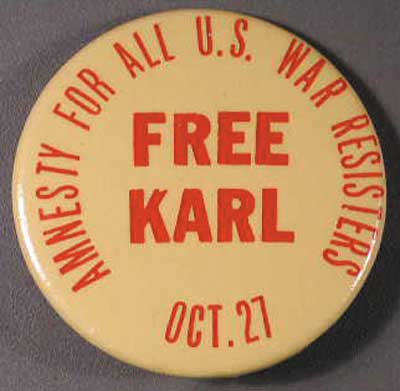 AMNESTY FOR ALL U.S. WAR RESISTERS
FREE
KARL
OCT. 27